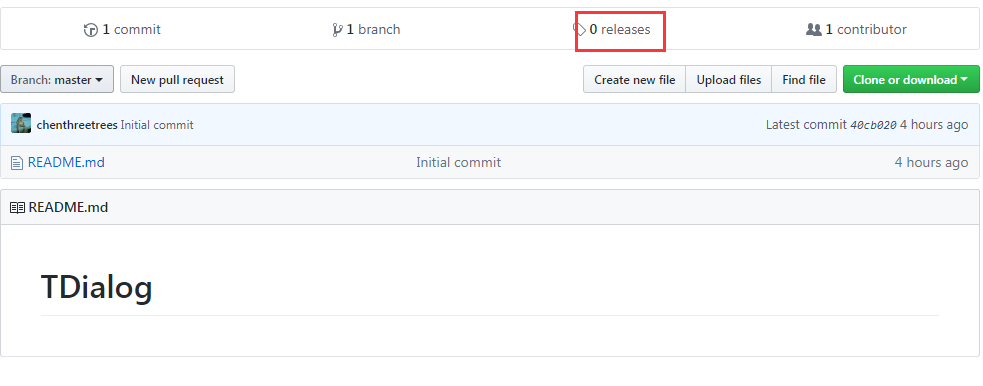 1 commit 1 branch 0 releases 1 contributor
Branch: master New pull request Create new file Upload files Find file Clone or download
chenthreetrees Initial commit Latest commit 40cb020 4 hours ago
README.md Initial commit 4 hours ago
README.md
TDialog